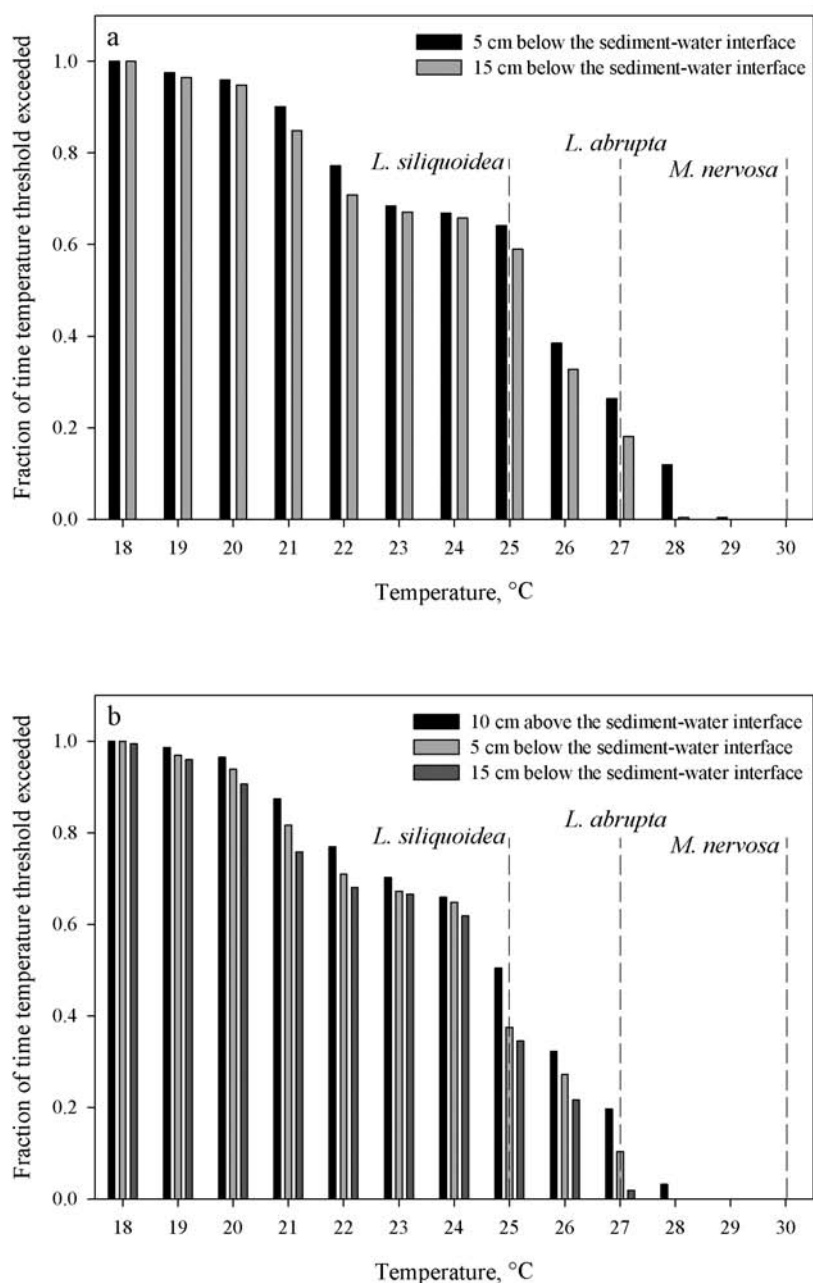 a
5 cm below the sediment-water interface
15 cm below the sediment-water interface
Fraction of time temperature threshold exceeded
1.0
0.8
0.6
0.4
0.2
0.0
L. siliquoidea
L. abrupta
M. nervosa
18 19 20 21 22 23 24 25 26 27 28 29 30
Temperature, °C
b
10 cm above the sediment-water interface
5 cm below the sediment-water interface
15 cm below the sediment-water interface
Fraction of time temperature threshold exceeded
1.0
0.8
0.6
0.4
0.2
0.0
L. siliquoidea
L. abrupta
M. nervosa
18 19 20 21 22 23 24 25 26 27 28 29 30
Temperature, °C